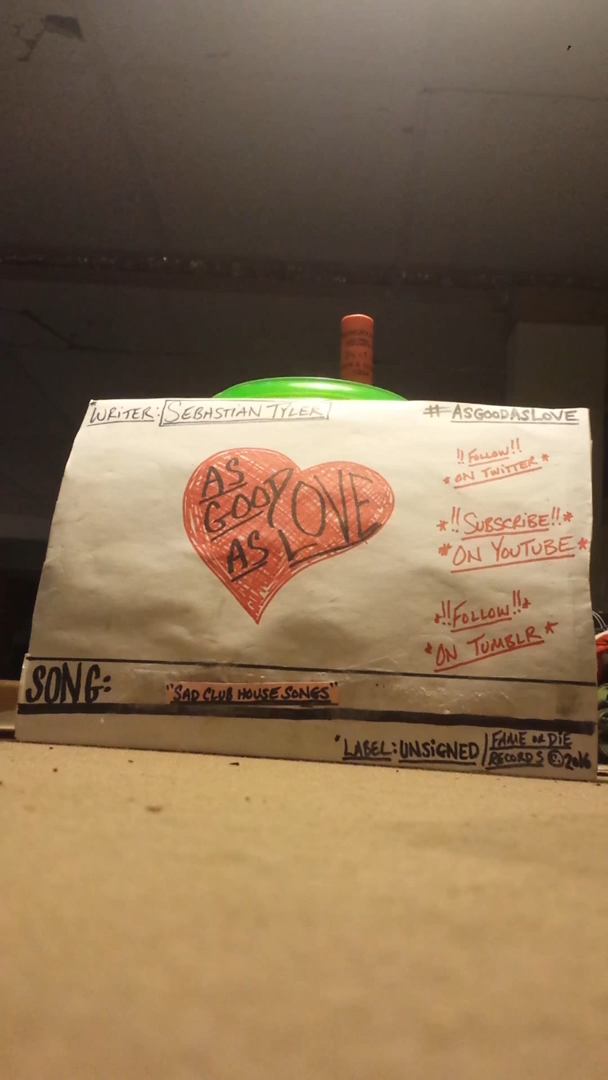 *WRITER: SEBASTIAN TYLER
#ASGOODASLOVE
AS
GOOD
AS LOVE
!!FOLLOW!!
*ON TWITTER*
*!!SUBSCRIBE!!*
*ON YOUTUBE*
*!!FOLLOW!!*
*ON TUMBLR*
SONG:
"SAD CLUB HOUSE SONGS"
*LABEL: UNSIGNED / FAME OR DIE
RECORDS © 2016